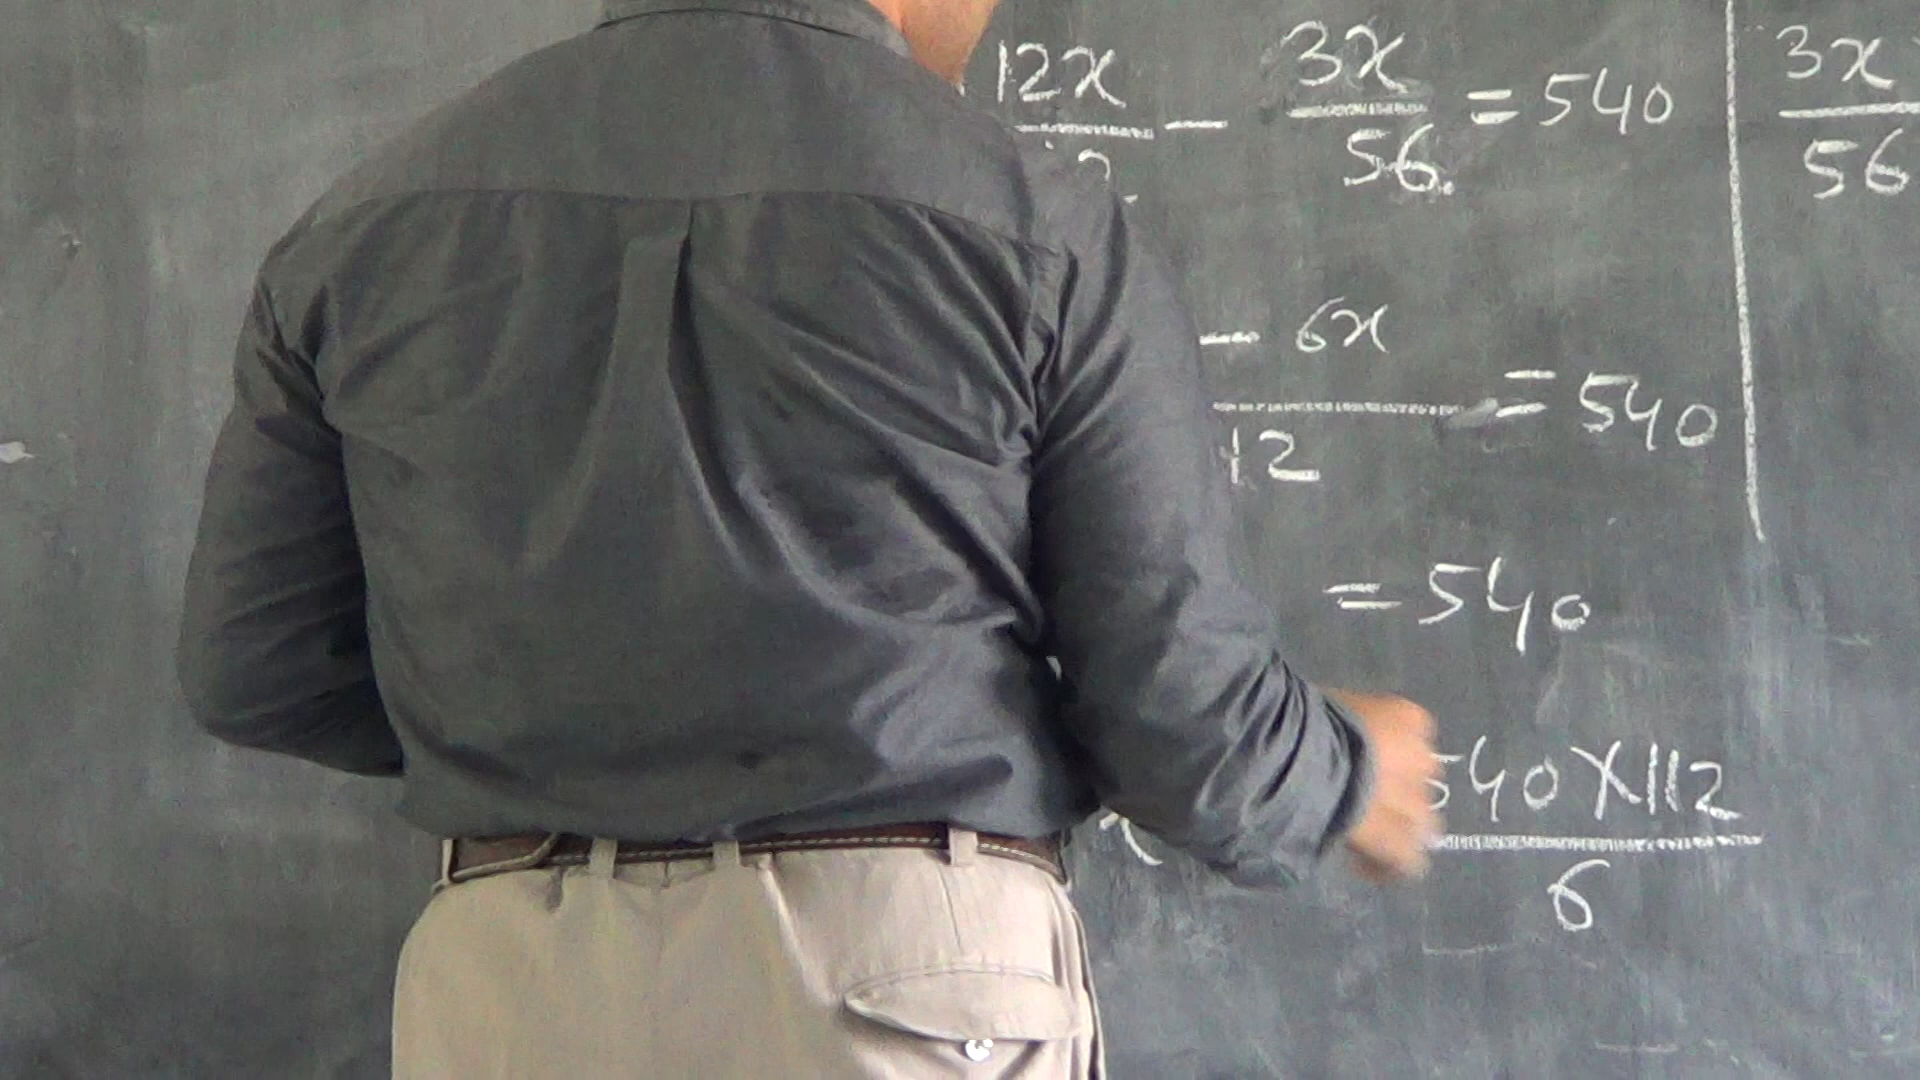 12x/ - 3x/56 = 540
3x/56
- 6x/12 = 540
= 540
540 X 112/6